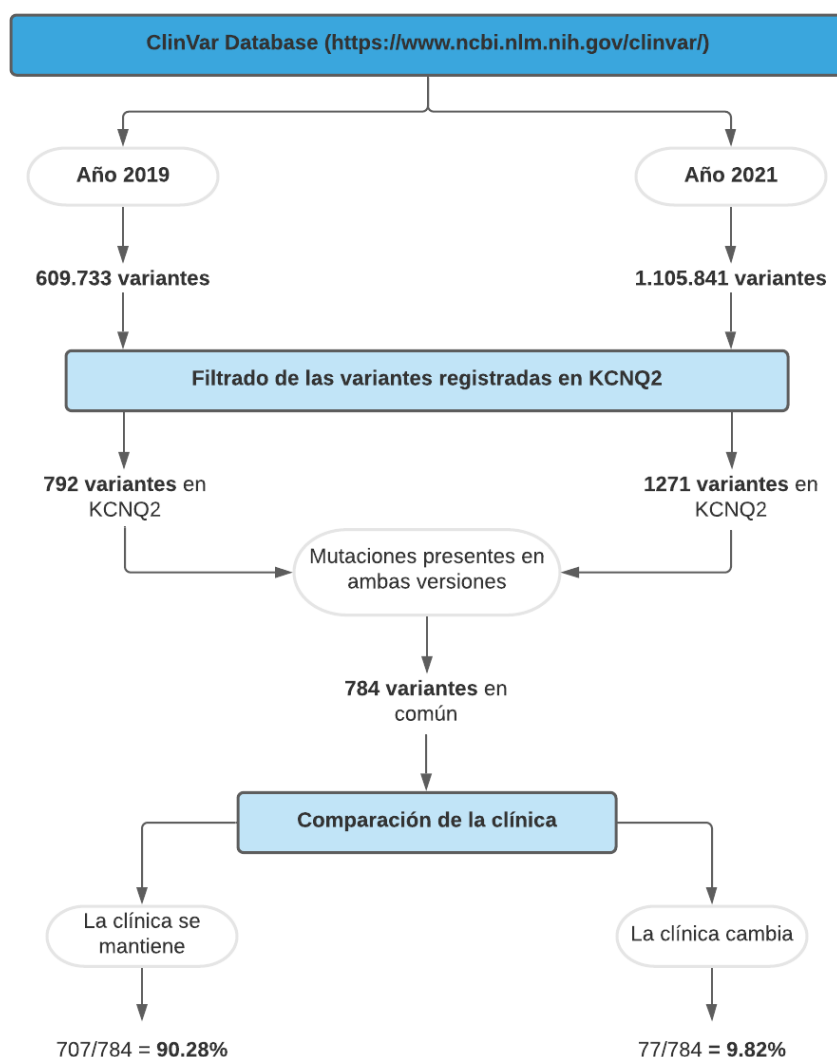 ClinVar Database (https://www.ncbi.nlm.nih.gov/clinvar/)
Año 2019
Año 2021
609.733 variantes
1.105.841 variantes
Filtrado de las variantes registradas en KCNQ2
792 variantes en
KCNQ2
1271 variantes en
KCNQ2
Mutaciones presentes en
ambas versiones
784 variantes en
común
Comparación de la clínica
La clínica se
mantiene
La clínica cambia
707/784 = 90.28%
77/784 = 9.82%